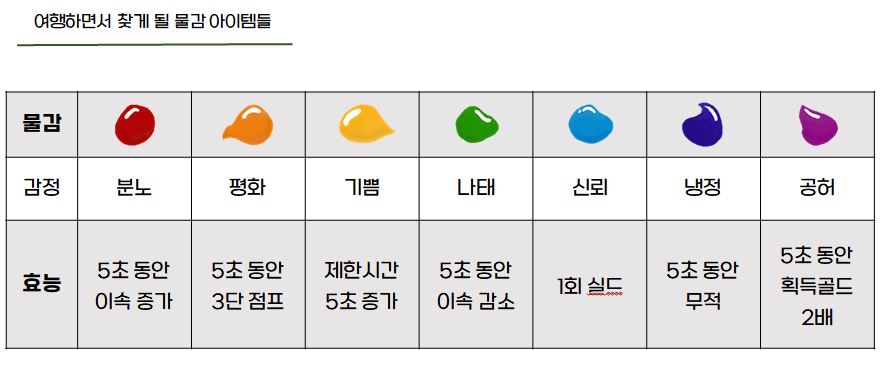 여행하면서 찾게 될 물감 아이템들
물감
감정 분노 평화 기쁨 나태 신뢰 냉정 공허
효능 5초 동안 이속 증가 5초 동안 3단 점프 제한시간 5초 증가 5초 동안 이속 감소 1회 실드 5초 동안 무적 5초 동안 획득골드 2배